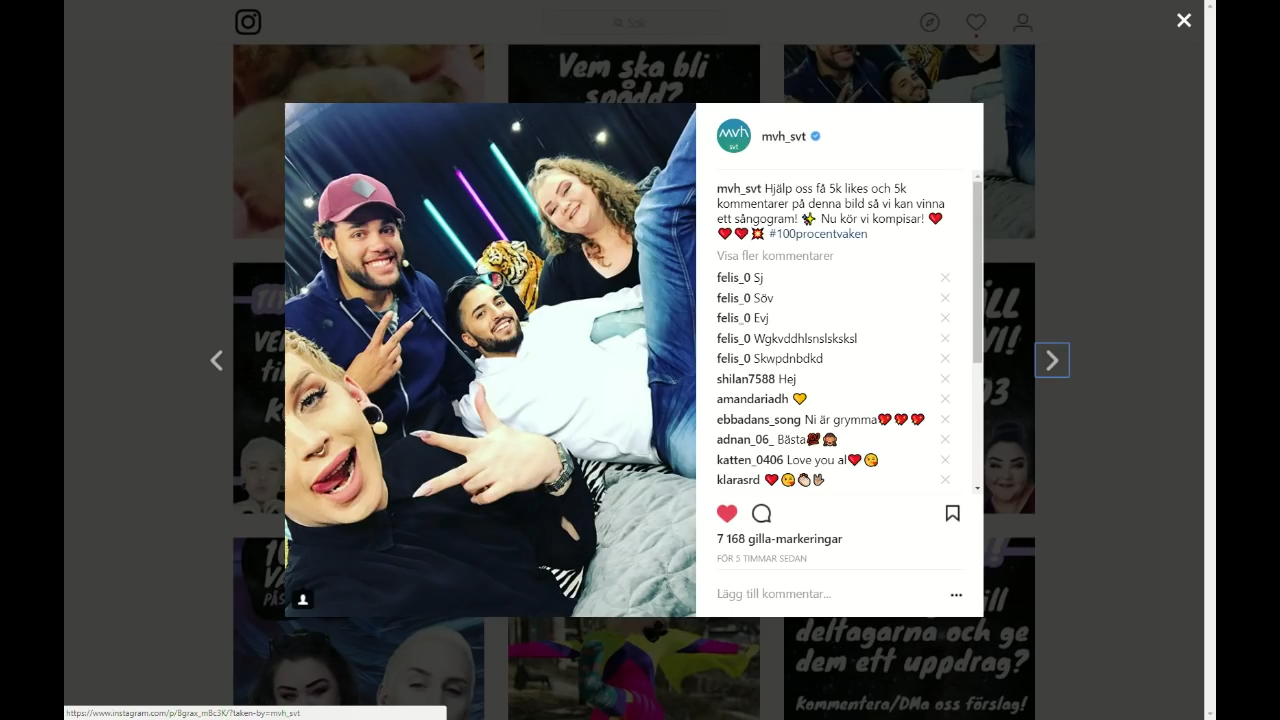 Sök
Vem ska bli
spådd?
mvh
svt
mvh_svt
mvh_svt Hjälp oss få 5k likes och 5k
kommentarer på denna bild så vi kan vinna
ett sångogram! ✨ Nu kör vi kompisar! ❤️
❤️ ❤️ 💥 #100procentvaken
Visa fler kommentarer
felis_0 Sj
felis_0 Söv
felis_0 Evj
felis_0 Wgkvddhlsnslsksksl
felis_0 Skwpdnbdkd
shilan7588 Hej
amandariadh 💛
ebbadans_song Ni är grymma💖 💖 💖
adnan_06_ Bästa💯🙈
katten_0406 Love you al❤️ 😘
klarasrd ❤️ 😘
7 168 gilla-markeringar
FÖR 5 TIMMAR SEDAN
Lägg till kommentar...
deltagarna och ge
dem ett uppdrag?
Kommentera/DMa oss förslag!
https://www.instagram.com/p/Bgrax_mBc3K/?taken-by=mvh_svt